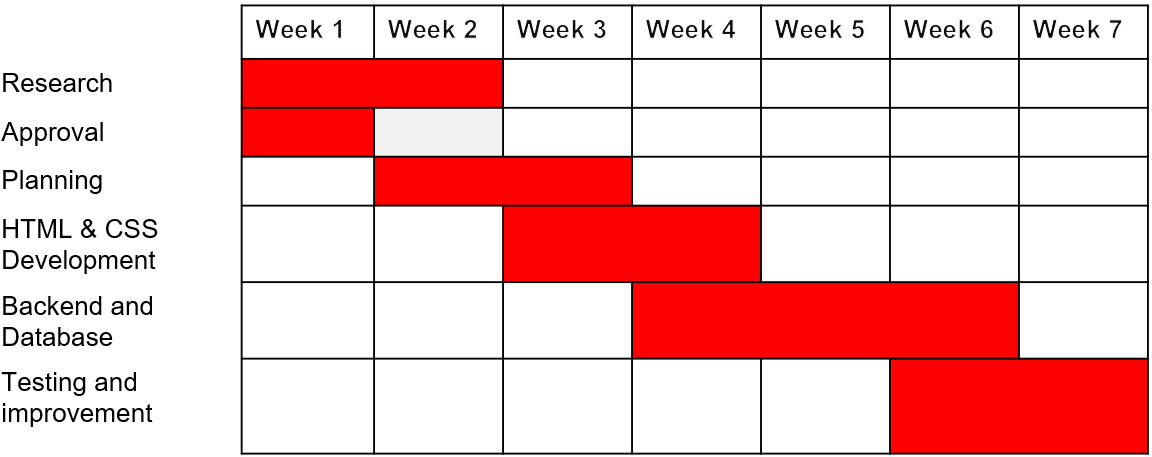 Week 1 Week 2 Week 3 Week 4 Week 5 Week 6 Week 7
Research
Approval
Planning
HTML & CSS
Development
Backend and
Database
Testing and
improvement